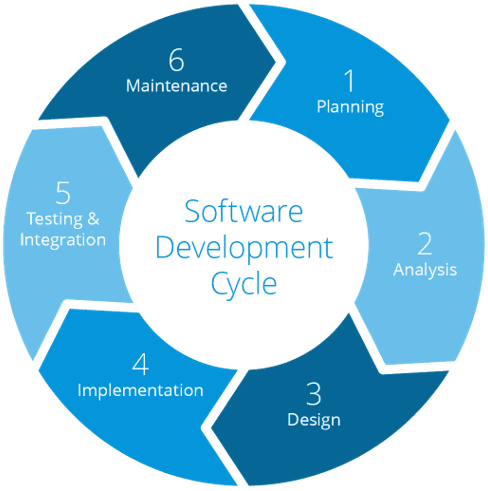 Software
Development
Cycle
1
Planning
2
Analysis
3
Design
4
Implementation
5
Testing &
Integration
6
Maintenance